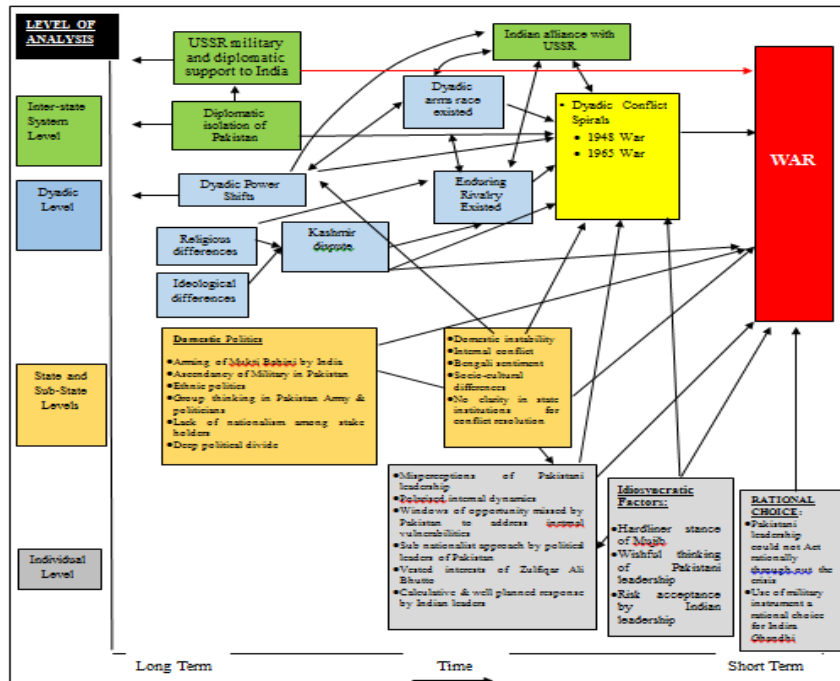 LEVEL OF
ANALYSIS
USSR military
and diplomatic
support to India
Indian alliance with
USSR
Inter-state
System
Level
Diplomatic
isolation of
Pakistan
Dyadic
arms race
existed
• Dyadic Conflict
Spirals
• 1948 War
• 1965 War
WAR
Dyadic
Level
Dyadic Power
Shifts
Enduring
Rivalry
Existed
Religious
differences
Kashmir
dispute
Ideological
differences
State and
Sub-State
Levels
Domestic Politics
•Arming of Mukti Bahini by India
•Ascendancy of Military in Pakistan
•Ethnic politics
•Group thinking in Pakistan Army &
politicians
•Lack of nationalism among stake
holders
•Deep political divide
•Domestic instability
•Internal conflict
•Bengali sentiment
•Socio-cultural
differences
•No clarity in state
institutions for
conflict resolution
Individual
Level
•Misperceptions of Pakistani
leadership
•Polarised internal dynamics
•Windows of opportunity missed by
Pakistan to address internal
vulnerabilities
•Sub nationalist approach by political
leaders of Pakistan
•Vested interests of Zulfiqar Ali
Bhutto
•Calculative & well planned response
by Indian leaders
Idiosyncratic
Factors:
•Hardliner stance
of Mujib
•Wishful thinking
of Pakistani
leadership
•Risk acceptance
by Indian
leadership
RATIONAL
CHOICE:
•Pakistani
leadership
could not Act
rationally
through out the
crisis
•Use of military
instrument a
rational choice
for Indira
Ghandhi
Long Term
Time
Short Term